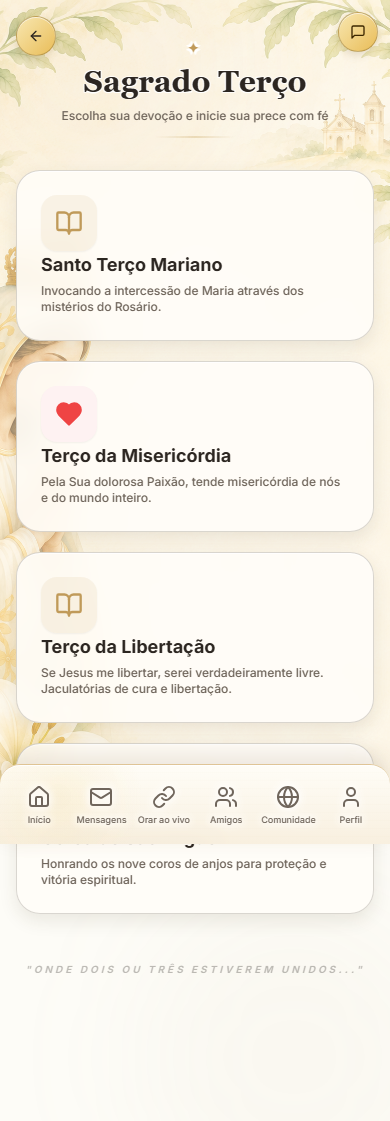 Sagrado Terço
Escolha sua devoção e inicie sua prece com fé
Santo Terço Mariano
Invocando a intercessão de Maria através dos
mistérios do Rosário.
Terço da Misericórdia
Pela Sua dolorosa Paixão, tende misericórdia de nós
e do mundo inteiro.
Terço da Libertação
Se Jesus me libertar, serei verdadeiramente livre.
Jaculatórias de cura e libertação.
Início
Mensagens
Orar ao vivo
Amigos
Comunidade
Perfil
Honrando os nove coros de anjos para proteção e
vitória espiritual.
"ONDE DOIS OU TRÊS ESTIVEREM UNIDOS..."